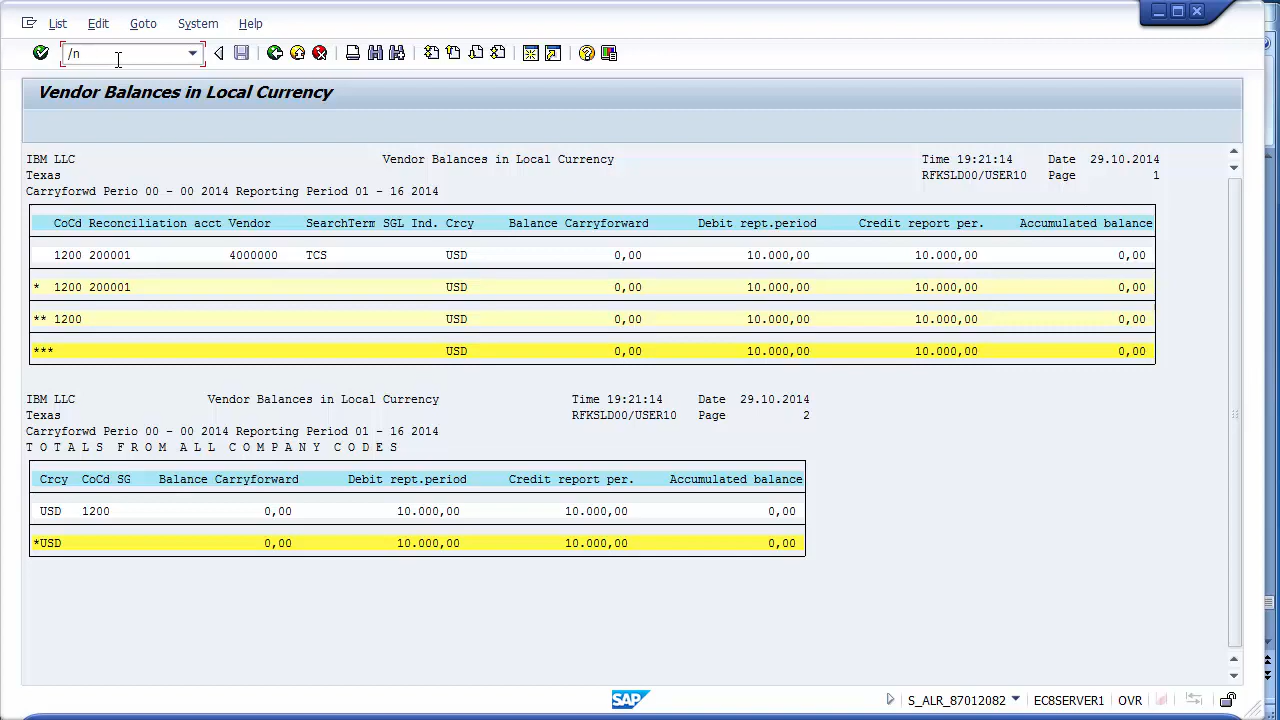 List Edit Goto System Help
/n
Vendor Balances in Local Currency
IBM LLC Vendor Balances in Local Currency Time 19:21:14 Date 29.10.2014
Texas RFKSLD00/USER10 Page 1
Carryforwd Perio 00 - 00 2014 Reporting Period 01 - 16 2014
CoCd Reconciliation acct Vendor SearchTerm SGL Ind. Crcy Balance Carryforward Debit rept.period Credit report per. Accumulated balance
1200 200001 4000000 TCS USD 0,00 10.000,00 10.000,00 0,00
* 1200 200001 USD 0,00 10.000,00 10.000,00 0,00
** 1200 USD 0,00 10.000,00 10.000,00 0,00
*** USD 0,00 10.000,00 10.000,00 0,00
IBM LLC Vendor Balances in Local Currency Time 19:21:14 Date 29.10.2014
Texas RFKSLD00/USER10 Page 2
Carryforwd Perio 00 - 00 2014 Reporting Period 01 - 16 2014
T O T A L S F R O M A L L C O M P A N Y C O D E S
Crcy CoCd SG Balance Carryforward Debit rept.period Credit report per. Accumulated balance
USD 1200 0,00 10.000,00 10.000,00 0,00
*USD 0,00 10.000,00 10.000,00 0,00
SAP S_ALR_87012082 EC8SERVER1 OVR